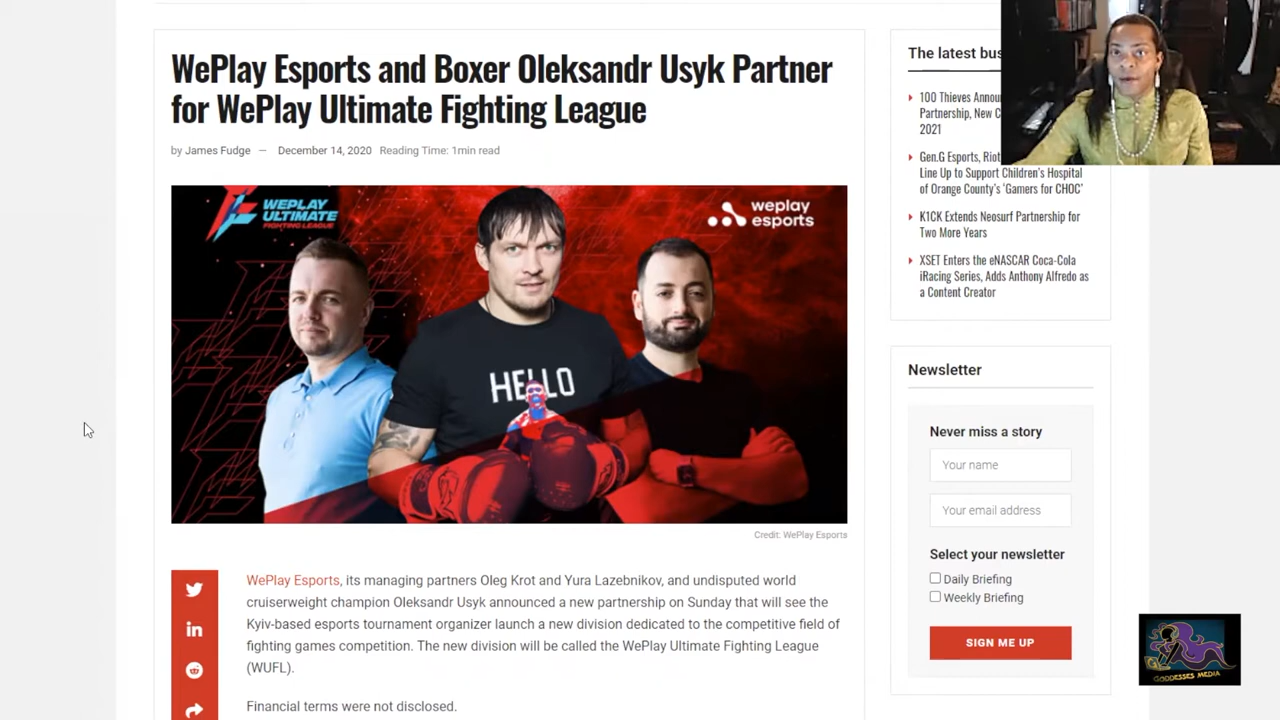 WePlay Esports and Boxer Oleksandr Usyk Partner
for WePlay Ultimate Fighting League
by James Fudge — December 14, 2020 Reading Time: 1min read
WEPLAY
ULTIMATE
FIGHTING LEAGUE
weplay
esports
HELLO
Credit: WePlay Esports
WePlay Esports, its managing partners Oleg Krot and Yura Lazebnikov, and undisputed world
cruiserweight champion Oleksandr Usyk announced a new partnership on Sunday that will see the
Kyiv-based esports tournament organizer launch a new division dedicated to the competitive field of
fighting games competition. The new division will be called the WePlay Ultimate Fighting League
(WUFL).
Financial terms were not disclosed.
The latest
100 Thieves
Partnership, New
2021
Gen.G Esports,
Line Up to Support Children's Hospital
of Orange County's 'Gamers for CHOC'
K1CK Extends Neosurf Partnership for
Two More Years
XSET Enters the eNASCAR Coca-Cola
iRacing Series, Adds Anthony Alfredo as
a Content Creator
Newsletter
Never miss a story
Your name
Your email address
Select your newsletter
Daily Briefing
Weekly Briefing
SIGN ME UP
GODDESSES MEDIA